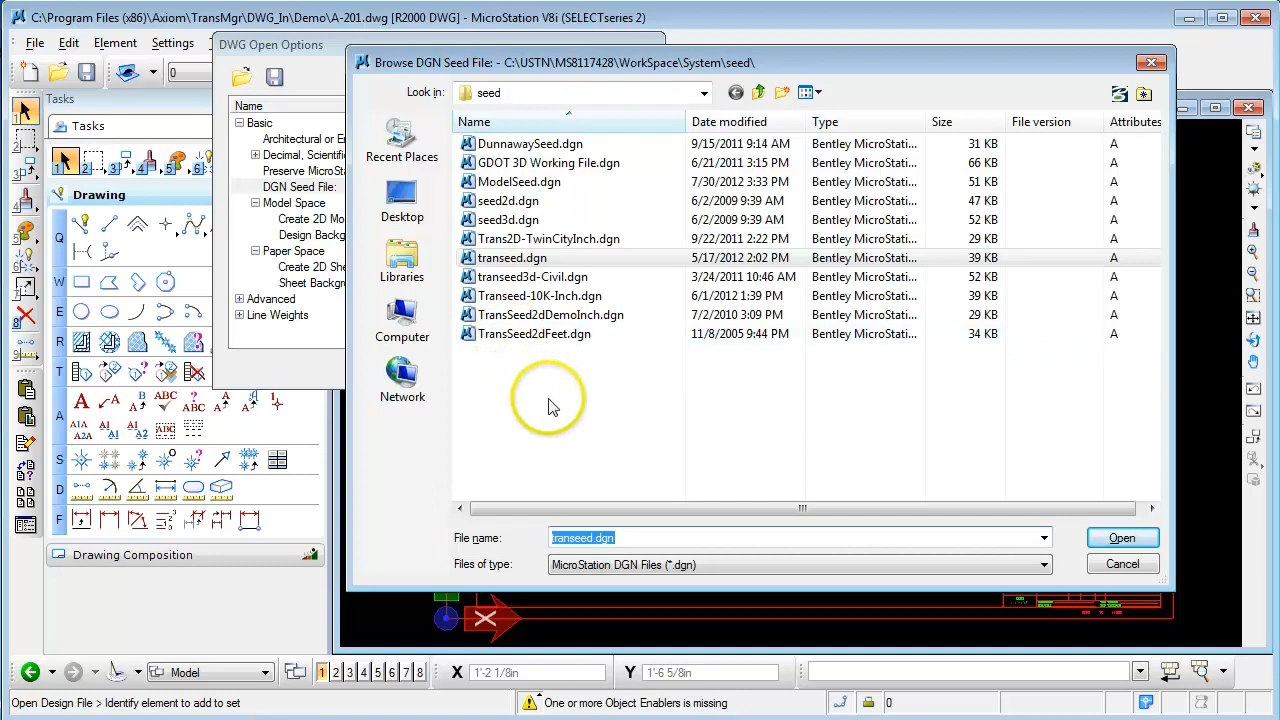 C:\Program Files (x86)\Axiom\TransMgr\DWG_In\Demo\A-201.dwg [R2000 DWG] - MicroStation V8i (SELECTseries 2)
File Edit Element Settings
DWG Open Options
Browse DGN Seed File: - C:\USTN\MS8117428\WorkSpace\System\seed\
0
Look in: seed
Tasks
Tasks
Name
Basic
Architectural or En
Decimal, Scientific
Preserve MicroSta
DGN Seed File:
Model Space
Create 2D Mo
Design Backg
Paper Space
Create 2D She
Sheet Backgr
Advanced
Line Weights
Drawing
Q
W
E
R
T
A
S
D
F
Drawing Composition
Recent Places
Desktop
Libraries
Computer
Network
Name Date modified Type Size File version Attributes
DunnawaySeed.dgn 9/15/2011 9:14 AM Bentley MicroStati... 31 KB A
GDOT 3D Working File.dgn 6/21/2011 3:15 PM Bentley MicroStati... 66 KB A
ModelSeed.dgn 7/30/2012 3:33 PM Bentley MicroStati... 51 KB A
seed2d.dgn 6/2/2009 9:39 AM Bentley MicroStati... 47 KB A
seed3d.dgn 6/2/2009 9:39 AM Bentley MicroStati... 52 KB A
Trans2D-TwinCityInch.dgn 9/22/2011 2:22 PM Bentley MicroStati... 29 KB A
transeed.dgn 5/17/2012 2:02 PM Bentley MicroStati... 39 KB A
transeed3d-Civil.dgn 3/24/2011 10:46 AM Bentley MicroStati... 52 KB A
Transeed-10K-Inch.dgn 6/1/2012 1:39 PM Bentley MicroStati... 39 KB A
TransSeed2dDemoInch.dgn 7/2/2010 3:09 PM Bentley MicroStati... 29 KB A
TransSeed2dFeet.dgn 11/8/2005 9:44 PM Bentley MicroStati... 34 KB A
File name: transeed.dgn Open
Files of type: MicroStation DGN Files (*.dgn) Cancel
Model 1 2 3 4 5 6 7 8 X 1'-2 1/8in Y 1'-6 5/8in
Open Design File > Identify element to add to set One or more Object Enablers is missing 0